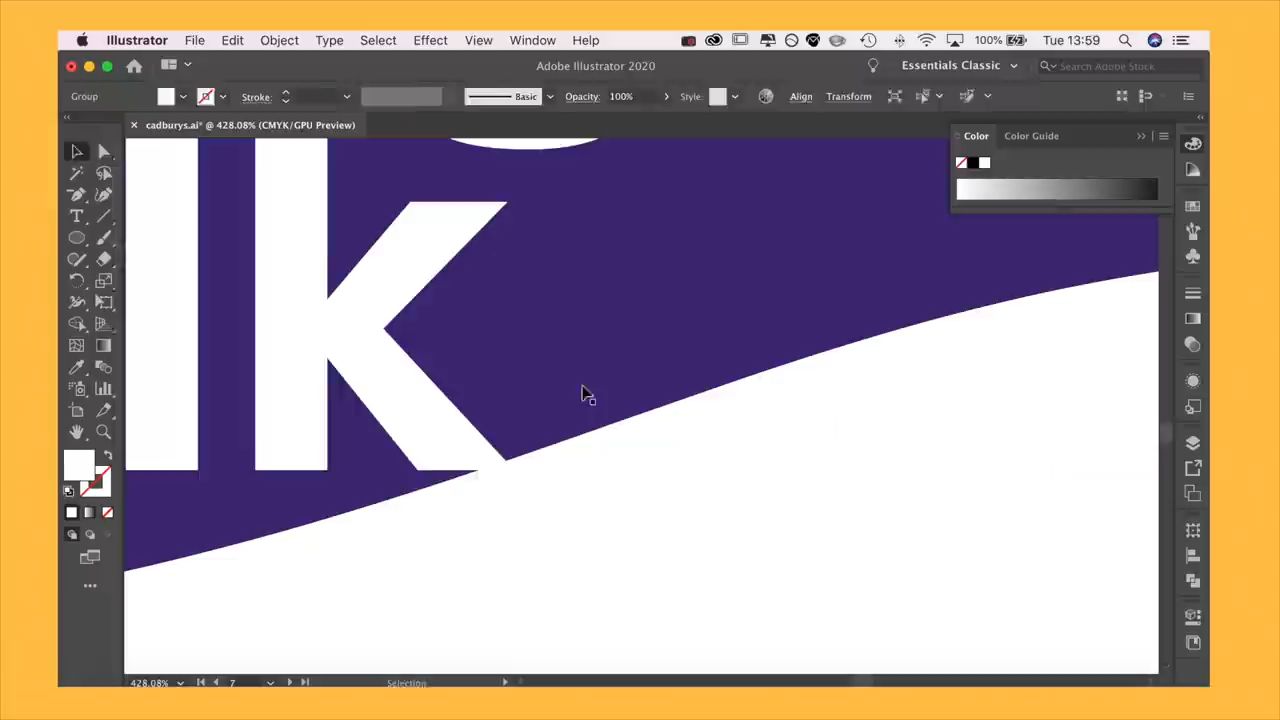 Illustrator File Edit Object Type Select Effect View Window Help 100% Tue 13:59
Adobe Illustrator 2020 Essentials Classic Search Adobe Stock
Group Stroke: Basic Opacity: 100% Style: Align Transform
× cadburys.ai* @ 428.08% (CMYK/GPU Preview)
Color Color Guide
lk
428.08% 7 Selection